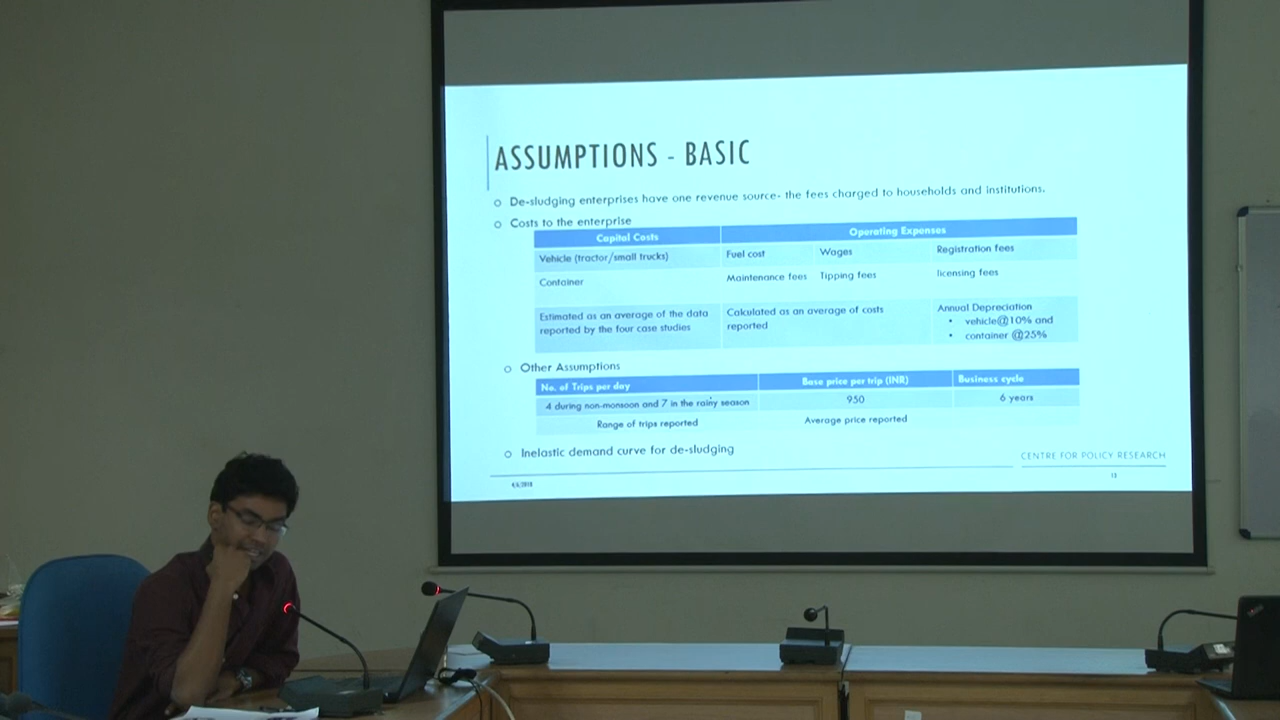 ASSUMPTIONS - BASIC
De-sludging enterprises have one revenue source- the fees charged to households and institutions.
Costs to the enterprise
Capital Costs Operating Expenses
Vehicle (tractor/small trucks) Fuel cost Wages Registration fees
Container Maintenance fees Tipping fees licensing fees
Estimated as an average of the data Calculated as an average of costs Annual Depreciation
reported by the four case studies reported • vehicle@10% and
• container @25%
Other Assumptions
No. of Trips per day Base price per trip (INR) Business cycle
4 during non-monsoon and 7 in the rainy season 950 6 years
Range of trips reported Average price reported
Inelastic demand curve for de-sludging
CENTRE FOR POLICY RESEARCH